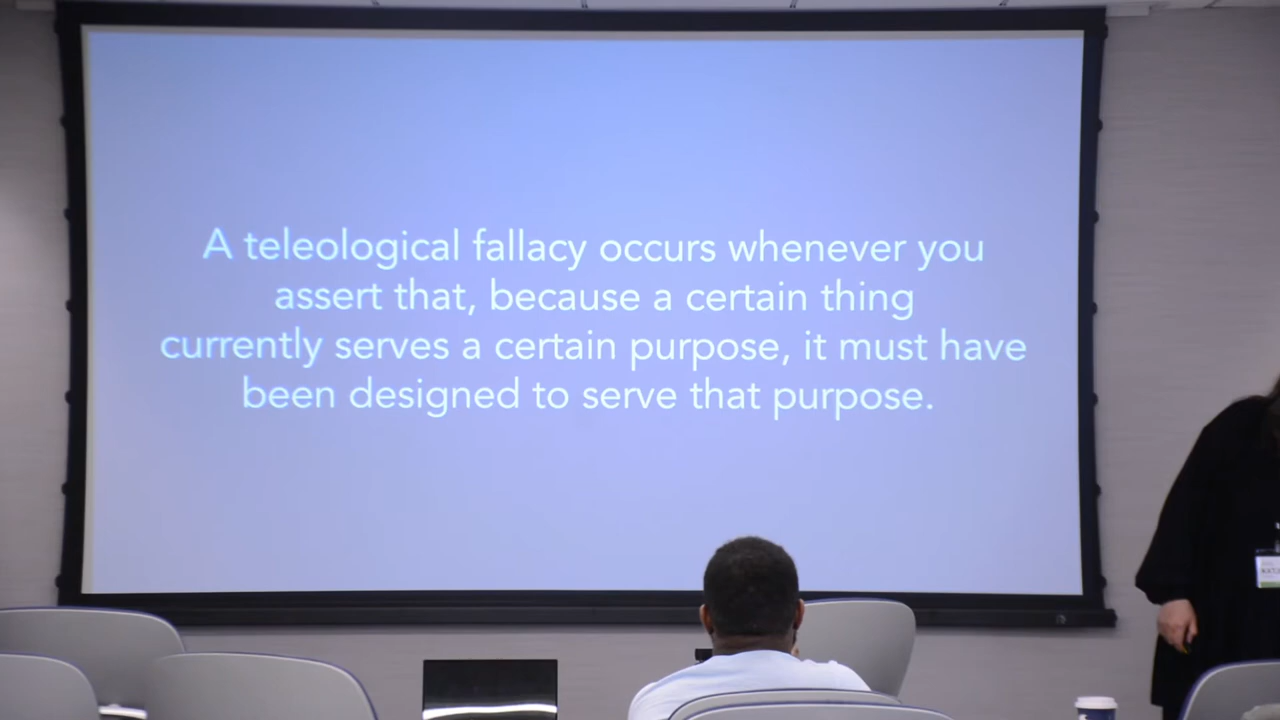 A teleological fallacy occurs whenever you
assert that, because a certain thing
currently serves a certain purpose, it must have
been designed to serve that purpose.